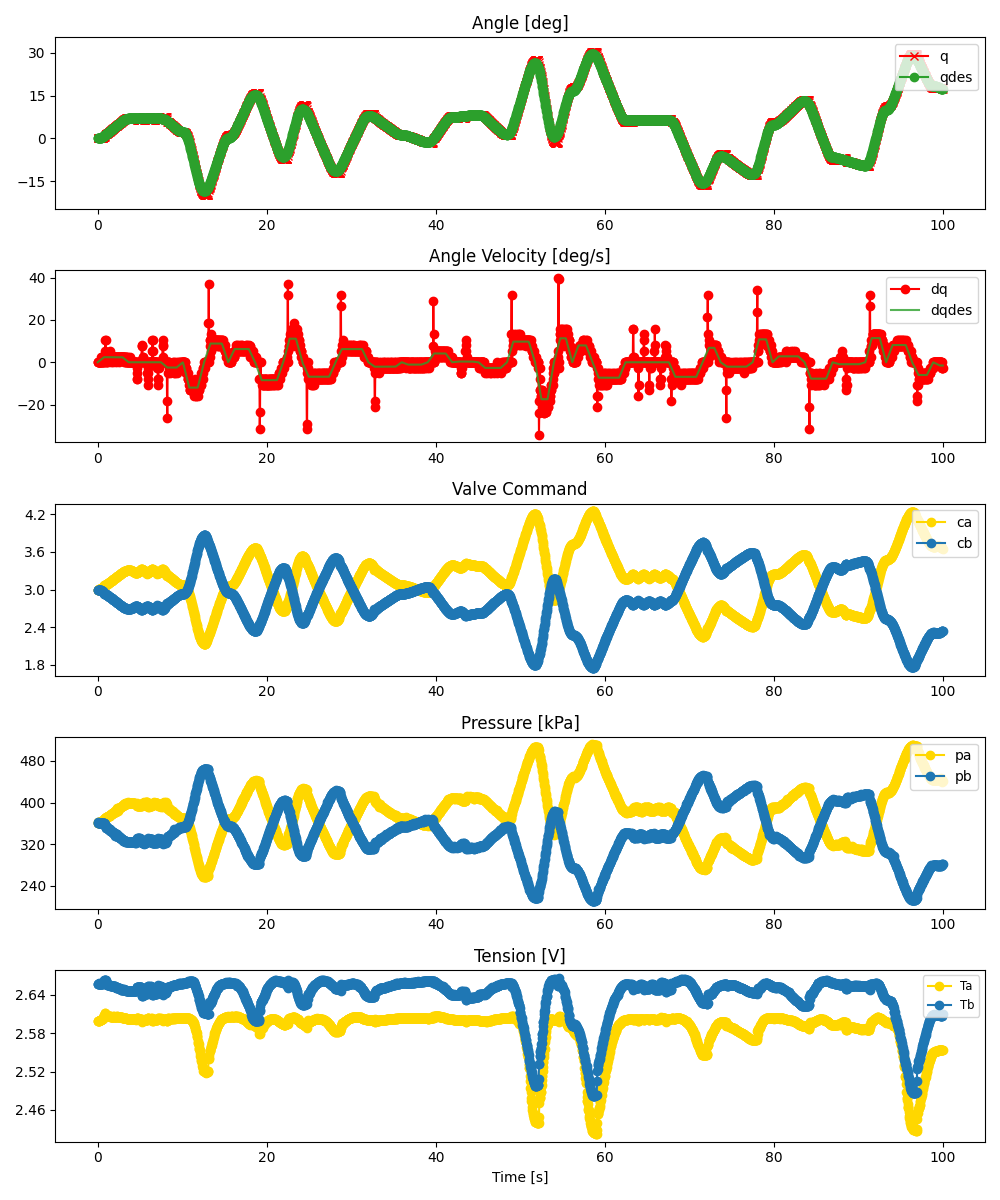 Angle [deg]
30
15
0
−15
q
qdes
0 20 40 60 80 100
Angle Velocity [deg/s]
40
20
0
−20
dq
dqdes
0 20 40 60 80 100
Valve Command
4.2
3.6
3.0
2.4
1.8
ca
cb
0 20 40 60 80 100
Pressure [kPa]
480
400
320
240
pa
pb
0 20 40 60 80 100
Tension [V]
2.64
2.58
2.52
2.46
Ta
Tb
0 20 40 60 80 100
Time [s]